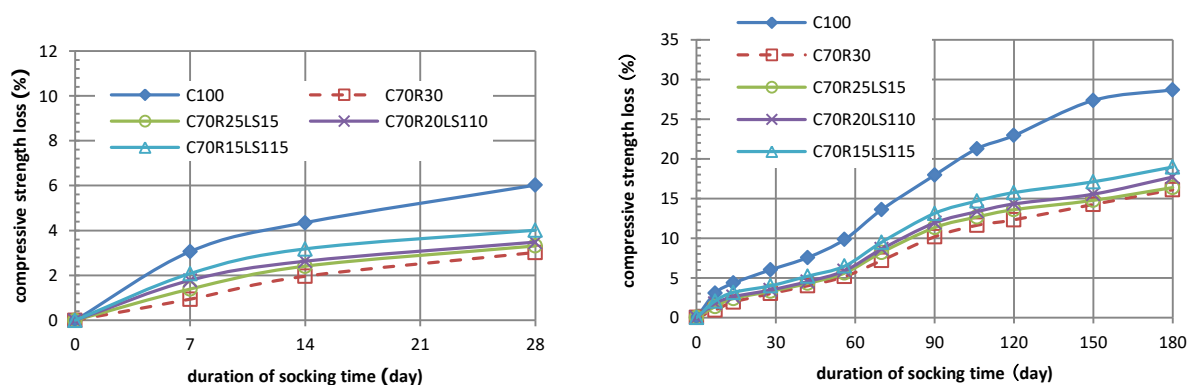 12
10
8
6
4
2
0
compressive strength loss (%)
C100
C70R30
C70R25LS15
C70R20LS110
C70R15LS115
0 7 14 21 28
duration of socking time (day)
C100
C70R30
C70R25LS15
C70R20LS110
C70R15LS115
35
30
25
20
15
10
5
0
compressive strength loss (%)
0 30 60 90 120 150 180
duration of socking time (day)